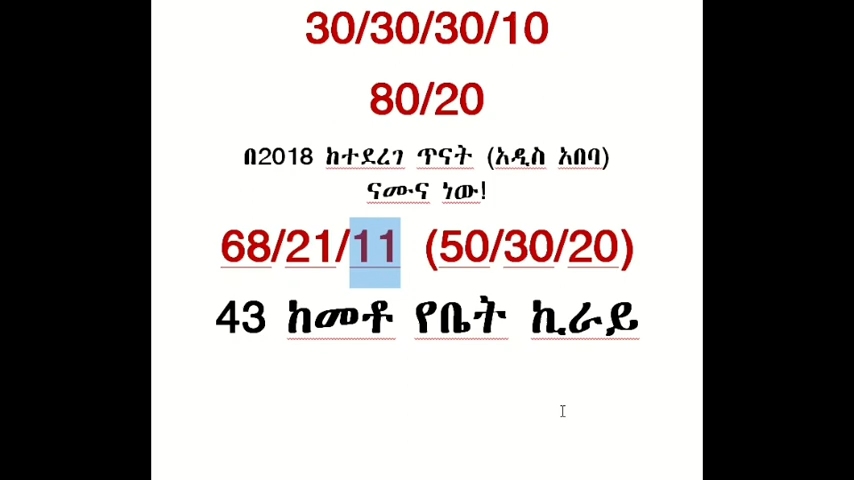 30/30/30/10
80/20
በ2018 ከተደረገ ጥናት (አዲስ አበባ)
ናሙና ነው!
68/21/11 (50/30/20)
43 ከመቶ የቤት ኪራይ